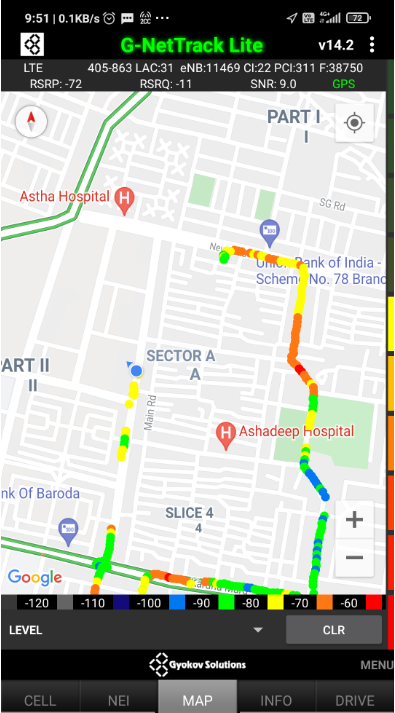 9:51 | 0.1KB/s
4G+
72
G-NetTrack Lite
v14.2
LTE 405-863 LAC:31 eNB:11469 CI:22 PCI:311 F:38750
RSRP: -72 RSRQ: -11 SNR: 9.0 GPS
PART I
I
Astha Hospital
H
SG Rd
Ne
Union Bank of India -
Scheme No. 78 Branc
SECTOR A
A
ART II
II
Main Rd
H
Ashadeep Hospital
nk Of Baroda
SLICE 4
4
+
−
Google
-120 -110 -100 -90 -80 -70 -60
LEVEL
CLR
Gyokov Solutions
MENU
CELL NEI MAP INFO DRIVE